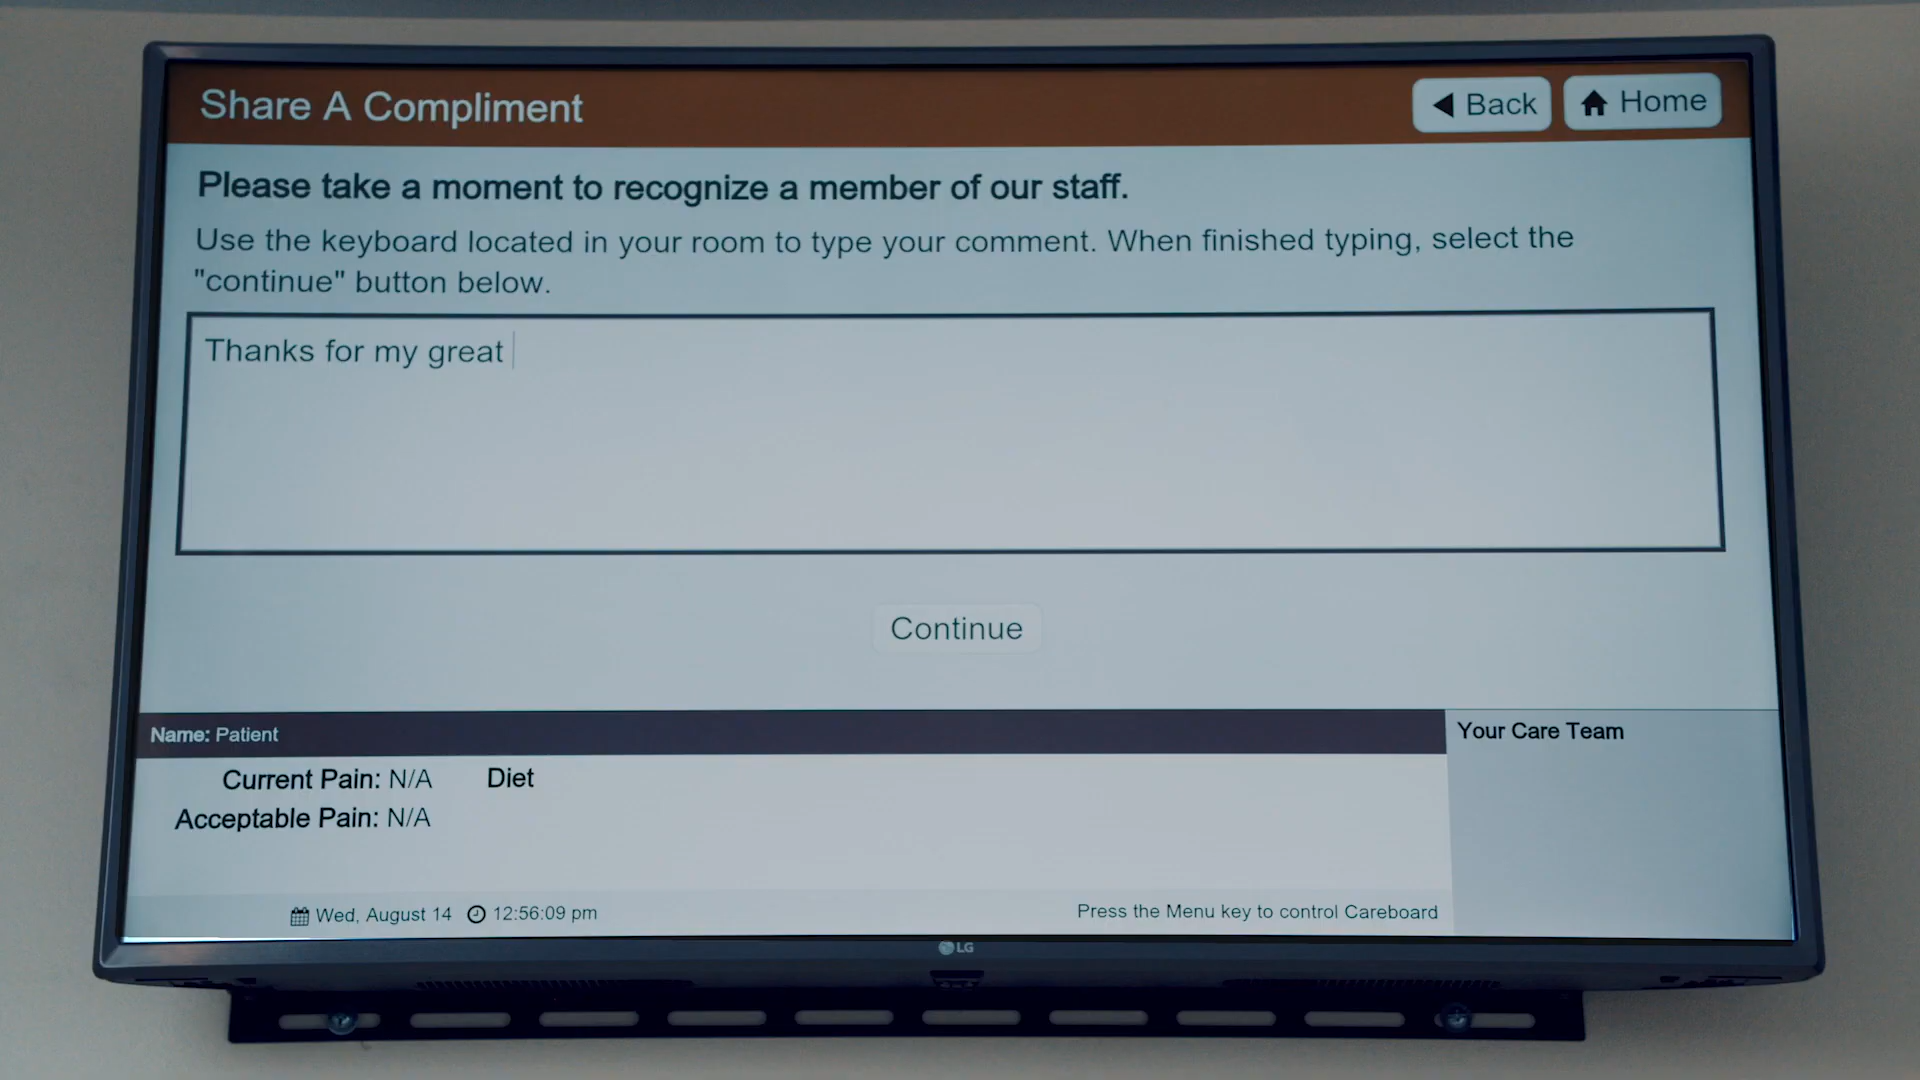 Share A Compliment
Back
Home
Please take a moment to recognize a member of our staff.
Use the keyboard located in your room to type your comment. When finished typing, select the
"continue" button below.
Thanks for my great
Continue
Name: Patient
Your Care Team
Current Pain: N/A
Diet
Acceptable Pain: N/A
Wed, August 14
12:56:09 pm
Press the Menu key to control Careboard
LG